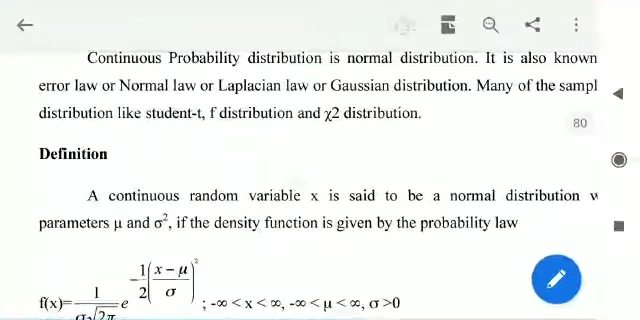 Continuous Probability distribution is normal distribution. It is also known
error law or Normal law or Laplacian law or Gaussian distribution. Many of the sampl
distribution like student-t, f distribution and χ2 distribution.
80
Definition
A continuous random variable x is said to be a normal distribution w
parameters μ and σ², if the density function is given by the probability law
f(x)=1/(σ√2π) e^(-1/2((x − μ)/σ)²) ; -∞ < x < ∞, -∞ < μ < ∞, σ >0